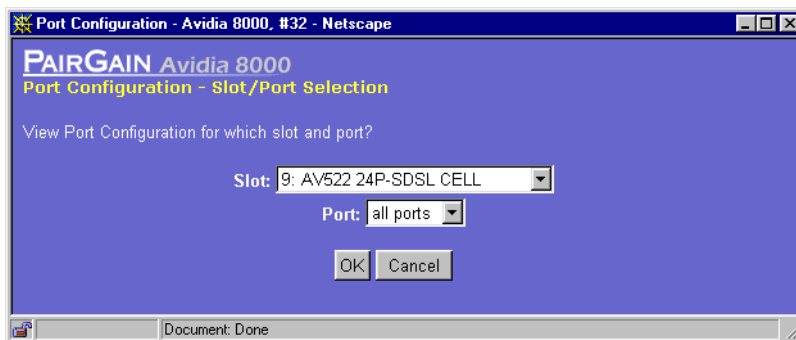 Port Configuration - Avidia 8000, #32 - Netscape
PAIRGAIN Avidia 8000
Port Configuration - Slot/Port Selection
View Port Configuration for which slot and port?
Slot: 9: AV522 24P-SDSL CELL
Port: all ports
OK Cancel
Document: Done